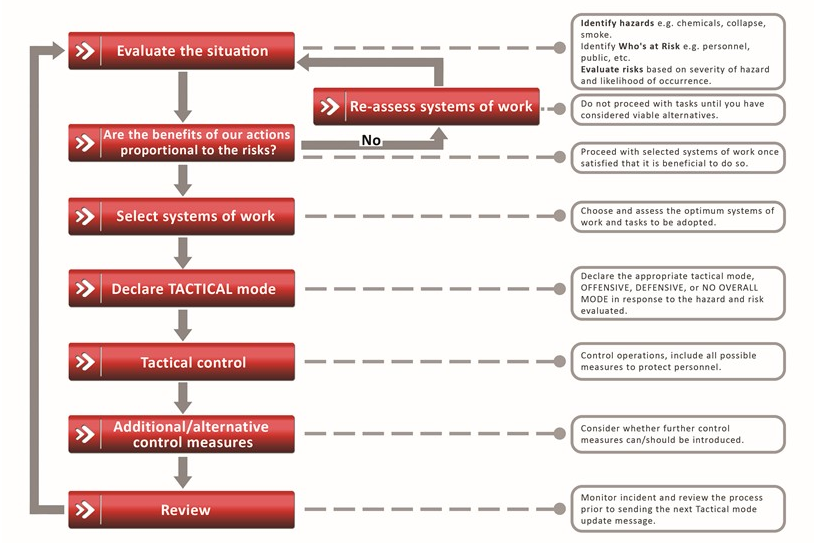 Evaluate the situation
Identify hazards e.g. chemicals, collapse,
smoke.
Identify Who's at Risk e.g. personnel,
public, etc.
Evaluate risks based on severity of hazard
and likelihood of occurrence.
Re-assess systems of work
Do not proceed with tasks until you have
considered viable alternatives.
Are the benefits of our actions
proportional to the risks?
No
Proceed with selected systems of work once
satisfied that it is beneficial to do so.
Select systems of work
Choose and assess the optimum systems of
work and tasks to be adopted.
Declare TACTICAL mode
Declare the appropriate tactical mode,
OFFENSIVE, DEFENSIVE, or NO OVERALL
MODE in response to the hazard and risk
evaluated.
Tactical control
Control operations, include all possible
measures to protect personnel.
Additional/alternative
control measures
Consider whether further control
measures can/should be introduced.
Review
Monitor incident and review the process
prior to sending the next Tactical mode
update message.